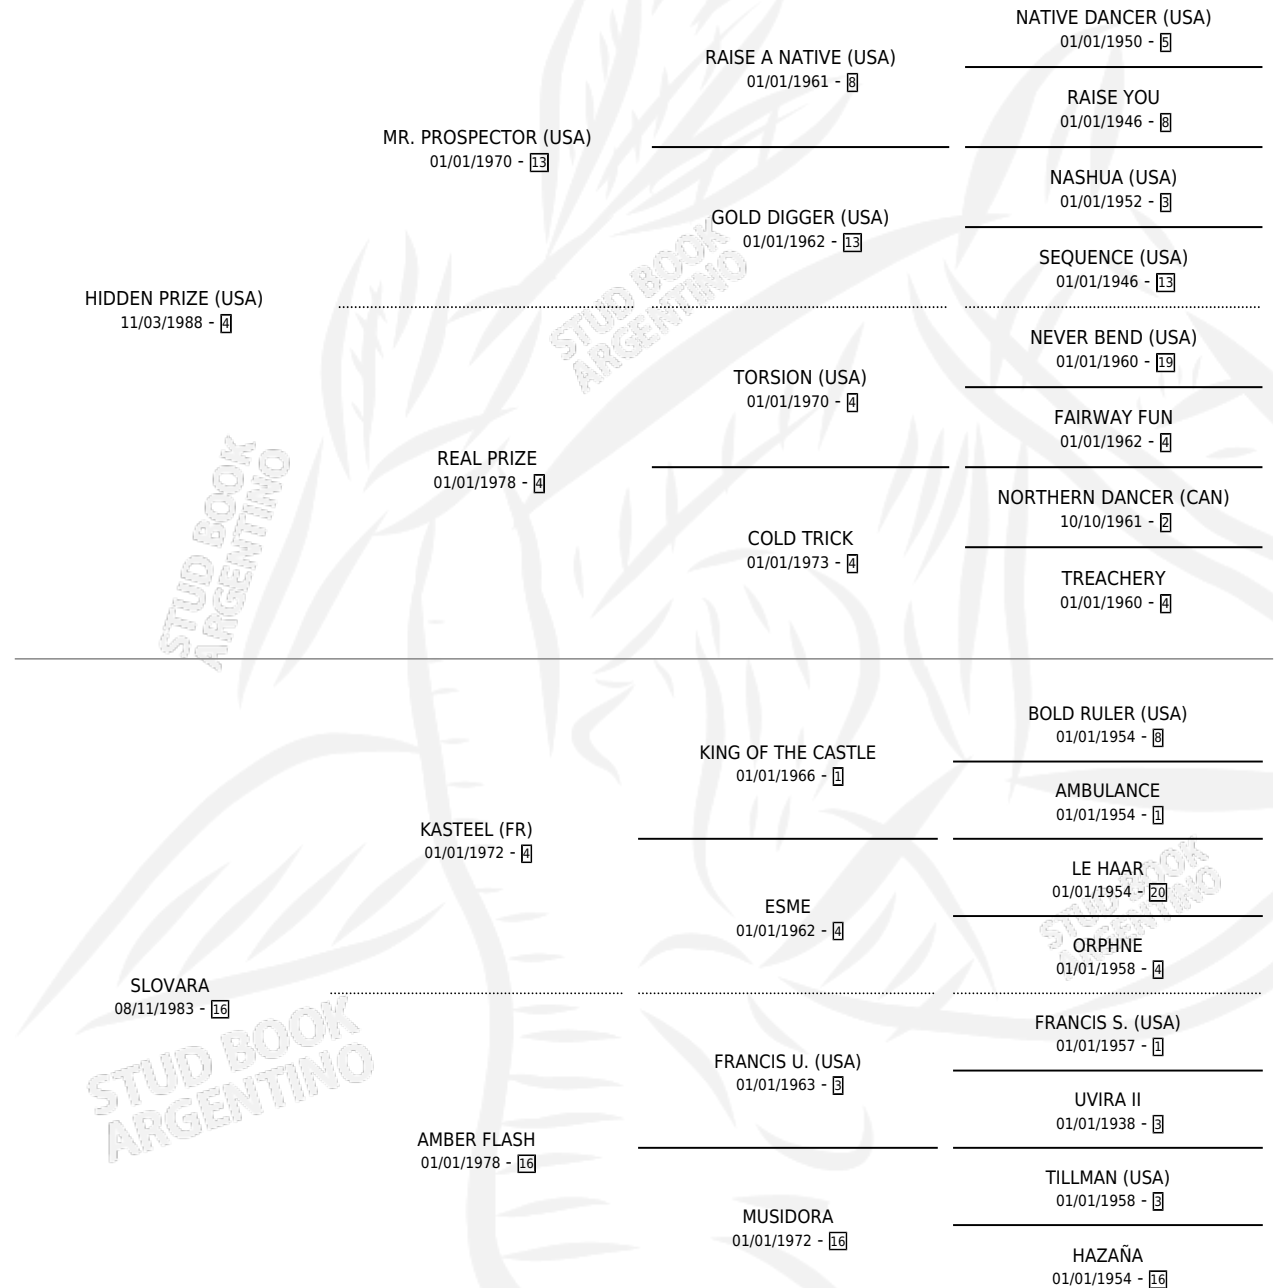 NATIVE DANCER (USA)
01/01/1950 - 5
RAISE A NATIVE (USA)
01/01/1961 - 8
RAISE YOU
01/01/1946 - 8
MR. PROSPECTOR (USA)
01/01/1970 - 13
NASHUA (USA)
01/01/1952 - 3
GOLD DIGGER (USA)
01/01/1962 - 13
SEQUENCE (USA)
01/01/1946 - 13
HIDDEN PRIZE (USA)
11/03/1988 - 4
STUD BOOK
ARGENTINO
NEVER BEND (USA)
01/01/1960 - 19
TORSION (USA)
01/01/1970 - 4
FAIRWAY FUN
01/01/1962 - 4
REAL PRIZE
01/01/1978 - 4
NORTHERN DANCER (CAN)
10/10/1961 - 2
COLD TRICK
01/01/1973 - 4
TREACHERY
01/01/1960 - 4
STUD BOOK
ARGENTINO
BOLD RULER (USA)
01/01/1954 - 8
KING OF THE CASTLE
01/01/1966 - 1
AMBULANCE
01/01/1954 - 1
KASTEEL (FR)
01/01/1972 - 4
LE HAAR
01/01/1954 - 20
ESME
01/01/1962 - 4
ORPHNE
01/01/1958 - 4
STUD BOOK
ARGENTINO
SLOVARA
08/11/1983 - 16
FRANCIS S. (USA)
01/01/1957 - 1
FRANCIS U. (USA)
01/01/1963 - 3
UVIRA II
01/01/1938 - 3
STUD BOOK
ARGENTINO
AMBER FLASH
01/01/1978 - 16
TILLMAN (USA)
01/01/1958 - 3
MUSIDORA
01/01/1972 - 16
HAZAÑA
01/01/1954 - 16